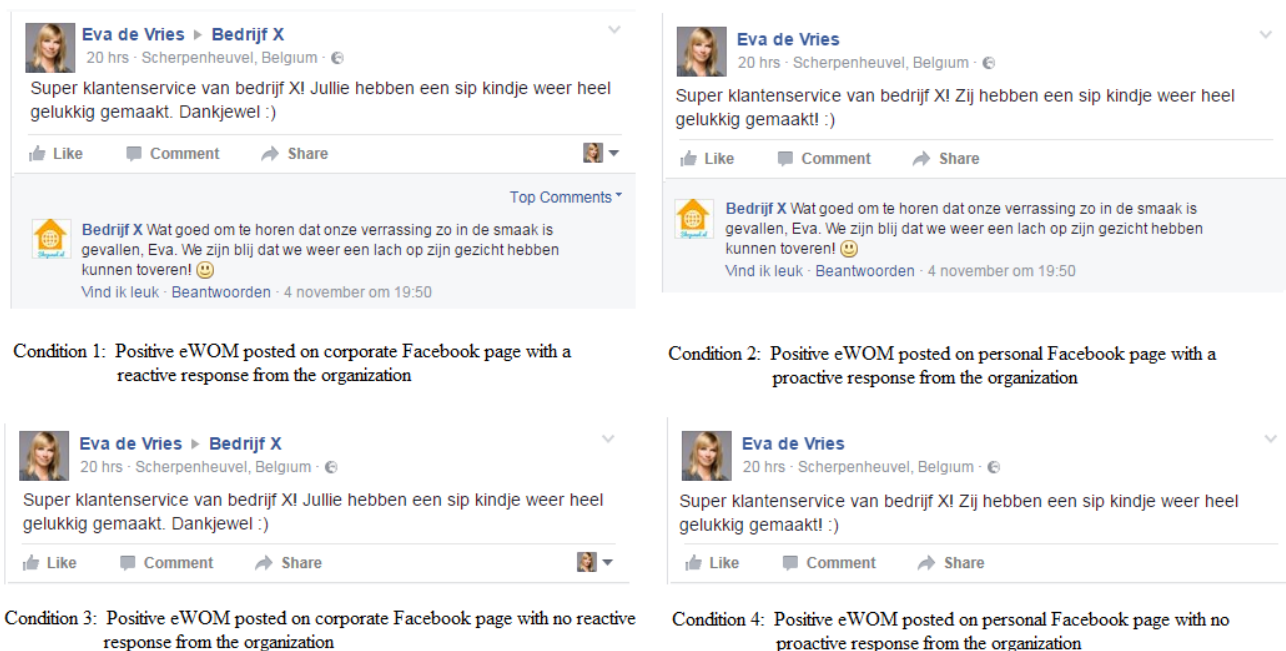 Eva de Vries ▸ Bedrijf X
20 hrs · Scherpenheuvel, Belgium ·
Super klantenservice van bedrijf X! Jullie hebben een sip kindje weer heel
gelukkig gemaakt. Dankjewel :)
Like Comment Share
Top Comments
Bedrijf X Wat goed om te horen dat onze verrassing zo in de smaak is
gevallen, Eva. We zijn blij dat we weer een lach op zijn gezicht hebben
kunnen toveren!
Vind ik leuk · Beantwoorden · 4 november om 19:50
Condition 1: Positive eWOM posted on corporate Facebook page with a
reactive response from the organization
Eva de Vries
20 hrs · Scherpenheuvel, Belgium ·
Super klantenservice van bedrijf X! Zij hebben een sip kindje weer heel
gelukkig gemaakt! :)
Like Comment Share
Bedrijf X Wat goed om te horen dat onze verrassing zo in de smaak is
gevallen, Eva. We zijn blij dat we weer een lach op zijn gezicht hebben
kunnen toveren!
Vind ik leuk · Beantwoorden · 4 november om 19:50
Condition 2: Positive eWOM posted on personal Facebook page with a
proactive response from the organization
Eva de Vries ▸ Bedrijf X
20 hrs · Scherpenheuvel, Belgium ·
Super klantenservice van bedrijf X! Jullie hebben een sip kindje weer heel
gelukkig gemaakt. Dankjewel :)
Like Comment Share
Condition 3: Positive eWOM posted on corporate Facebook page with no reactive
response from the organization
Eva de Vries
20 hrs · Scherpenheuvel, Belgium ·
Super klantenservice van bedrijf X! Zij hebben een sip kindje weer heel
gelukkig gemaakt! :)
Like Comment Share
Condition 4: Positive eWOM posted on personal Facebook page with no
proactive response from the organization